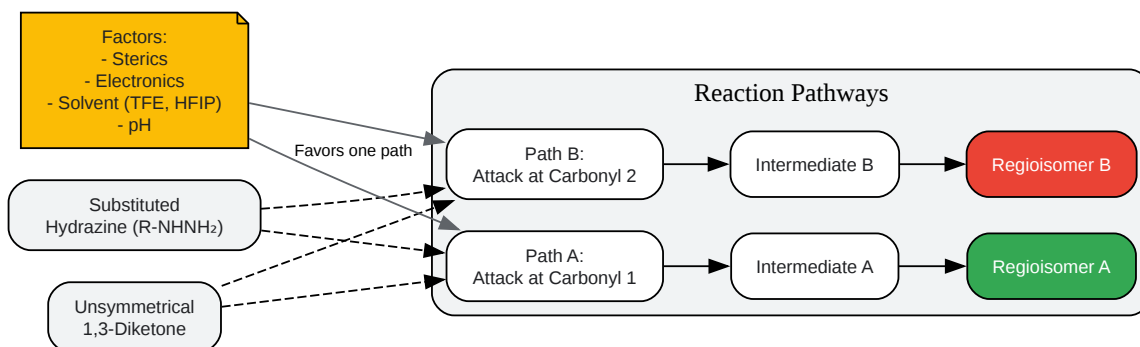 Factors:
- Sterics
- Electronics
- Solvent (TFE, HFIP)
- pH
Reaction Pathways
Favors one path
Path B:
Attack at Carbonyl 2
Intermediate B
Regioisomer B
Substituted
Hydrazine (R-NHNH₂)
Path A:
Attack at Carbonyl 1
Intermediate A
Regioisomer A
Unsymmetrical
1,3-Diketone